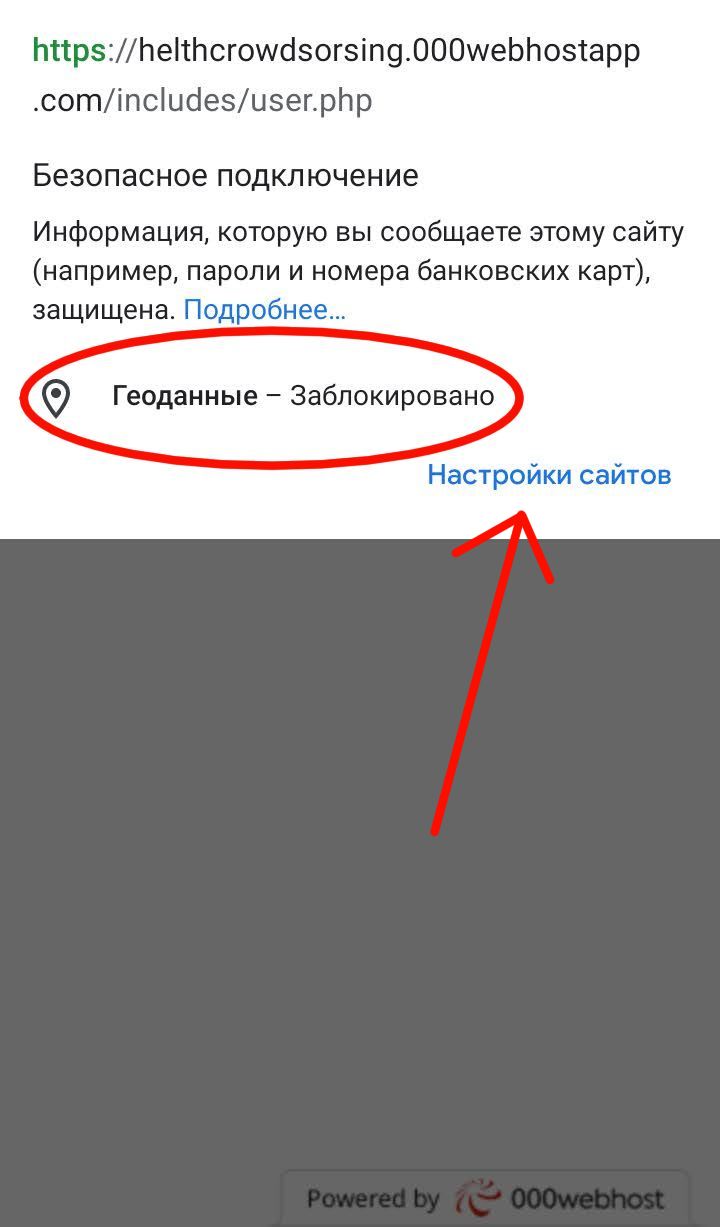 https://helthcrowdsorsing.000webhostapp
.com/includes/user.php
Безопасное подключение
Информация, которую вы сообщаете этому сайту
(например, пароли и номера банковских карт),
защищена. Подробнее...
Геоданные – Заблокировано
Настройки сайтов
Powered by 000webhost